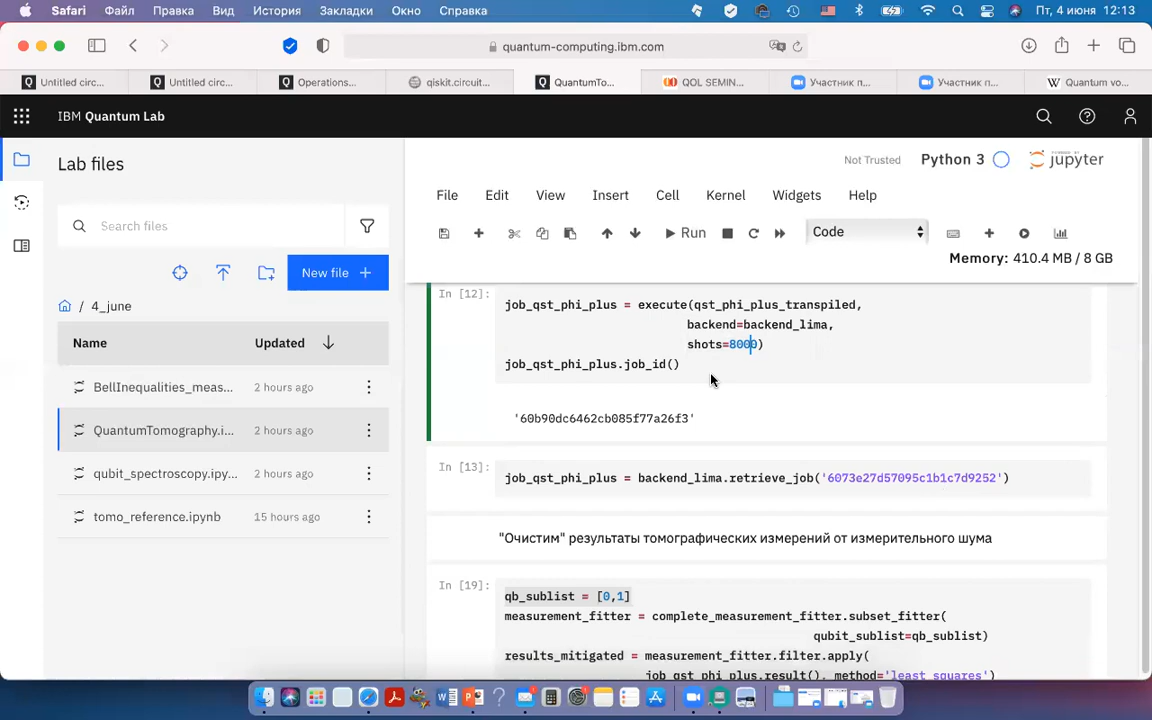 Safari Файл Правка Вид История Закладки Окно Справка Пт, 4 июня 12:13
quantum-computing.ibm.com
Untitled circ... Untitled circ... Operations... qiskit.circuit... QuantumTo... QOL SEMIN... Участник п... Участник п... Quantum vo...
IBM Quantum Lab
Lab files
Not Trusted Python 3 jupyter
File Edit View Insert Cell Kernel Widgets Help
Search files
Run Code
Memory: 410.4 MB / 8 GB
New file +
/ 4_june
Name Updated
BellInequalities_meas... 2 hours ago
QuantumTomography.i... 2 hours ago
qubit_spectroscopy.ipy... 2 hours ago
tomo_reference.ipynb 15 hours ago
In [12]: job_qst_phi_plus = execute(qst_phi_plus_transpiled,
backend=backend_lima,
shots=8000)
job_qst_phi_plus.job_id()
'60b90dc6462cb085f77a26f3'
In [13]: job_qst_phi_plus = backend_lima.retrieve_job('6073e27d57095c1b1c7d9252')
"Очистим" результаты томографических измерений от измерительного шума
In [19]: qb_sublist = [0,1]
measurement_fitter = complete_measurement_fitter.subset_fitter(
qubit_sublist=qb_sublist)
results_mitigated = measurement_fitter.filter.apply(
job_qst_phi_plus.result(), method='least_squares')